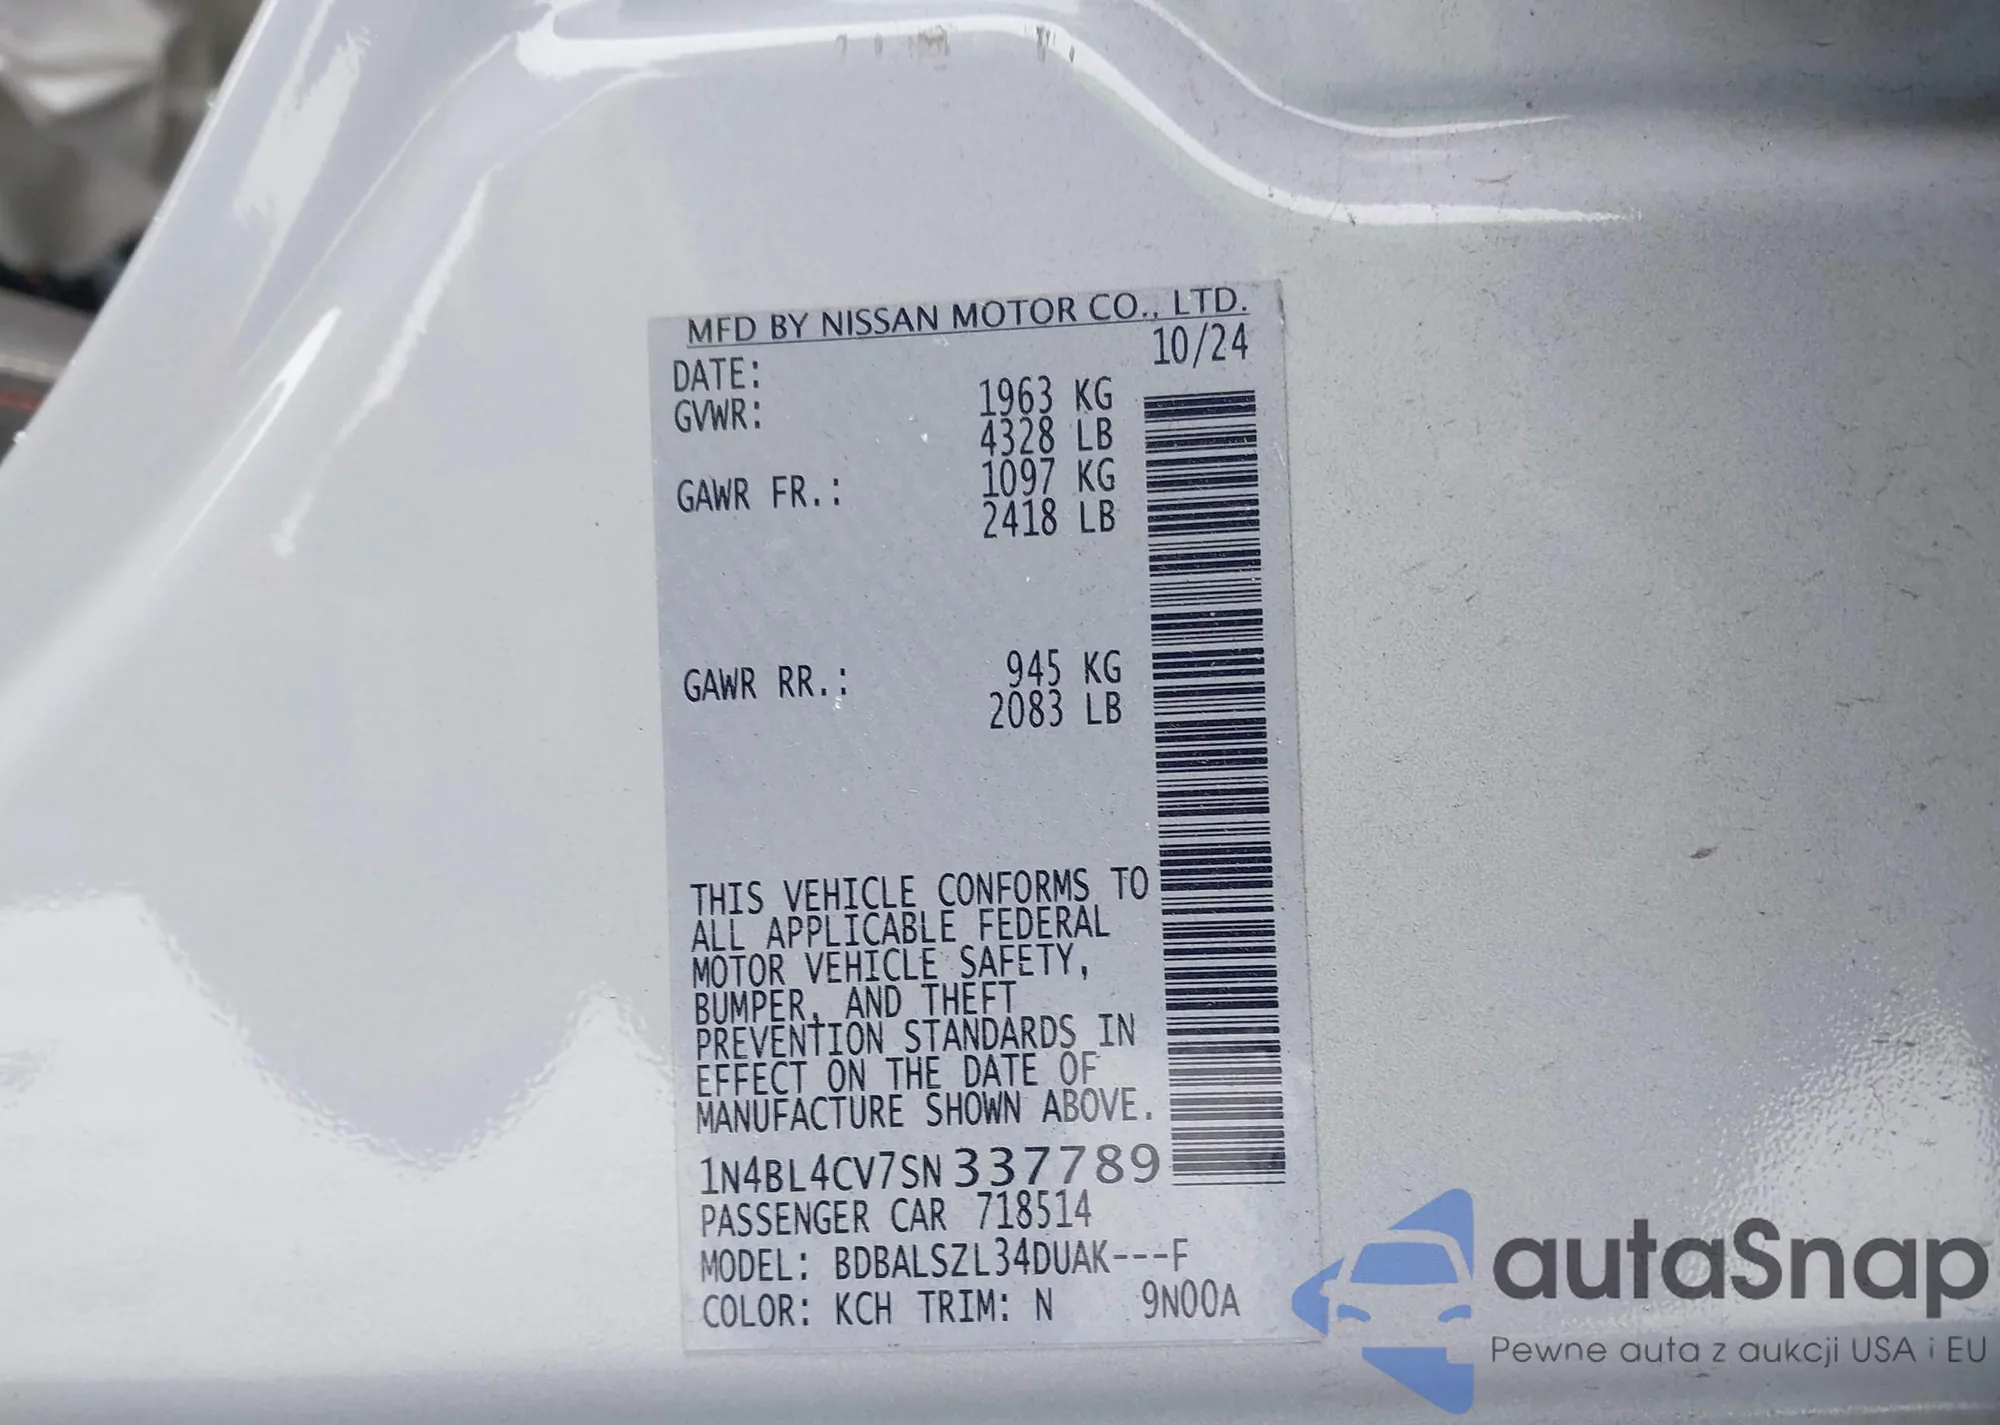 MFD BY NISSAN MOTOR CO., LTD.
DATE: 10/24
GVWR: 1963 KG
4328 LB
GAWR FR.: 1097 KG
2418 LB
GAWR RR.: 945 KG
2083 LB
THIS VEHICLE CONFORMS TO
ALL APPLICABLE FEDERAL
MOTOR VEHICLE SAFETY,
BUMPER, AND THEFT
PREVENTION STANDARDS IN
EFFECT ON THE DATE OF
MANUFACTURE SHOWN ABOVE.
1N4BL4CV7SN337789
PASSENGER CAR 718514
MODEL: BDBALSZL34DUAK---F
COLOR: KCH TRIM: N 9N00A
autaSnap
Pewne auta z aukcji USA i EU